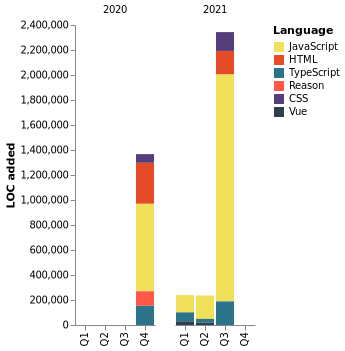 2020
2021
Language
JavaScript
HTML
TypeScript
Reason
CSS
Vue
LOC added
2,400,000
2,200,000
2,000,000
1,800,000
1,600,000
1,400,000
1,200,000
1,000,000
800,000
600,000
400,000
200,000
0
Q1
Q2
Q3
Q4
Q1
Q2
Q3
Q4